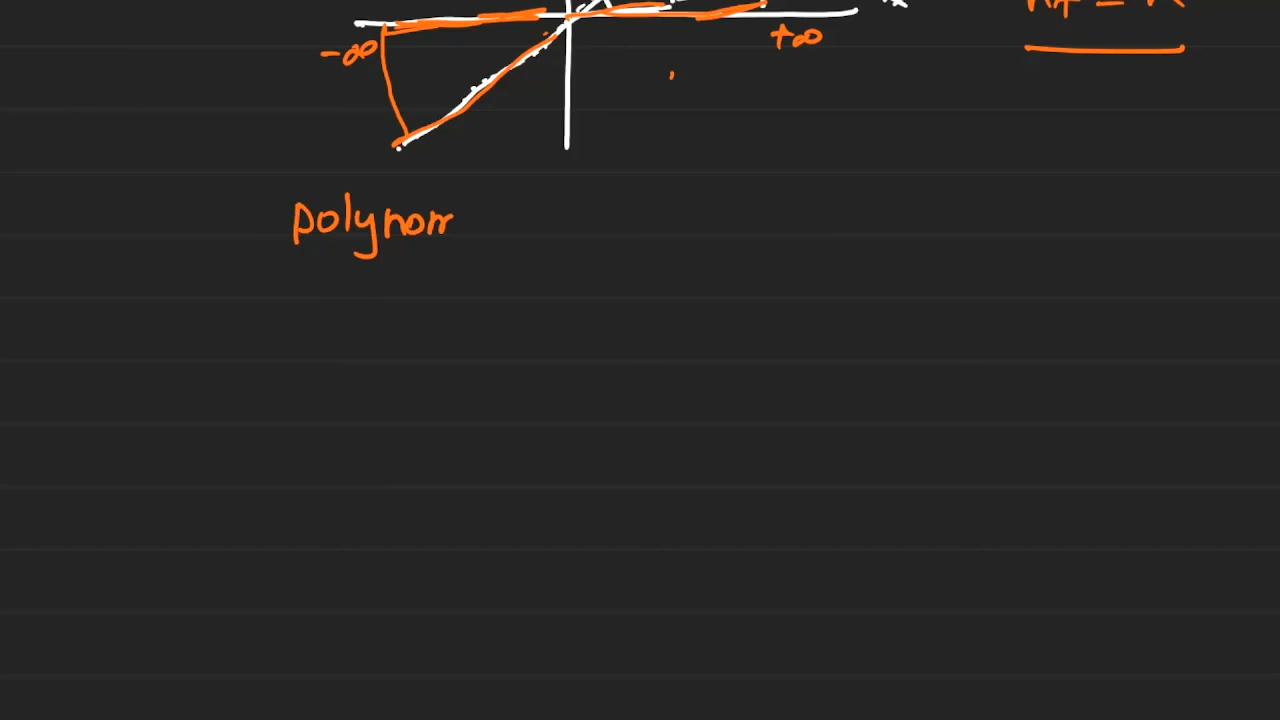 x
-∞
+∞
polynom